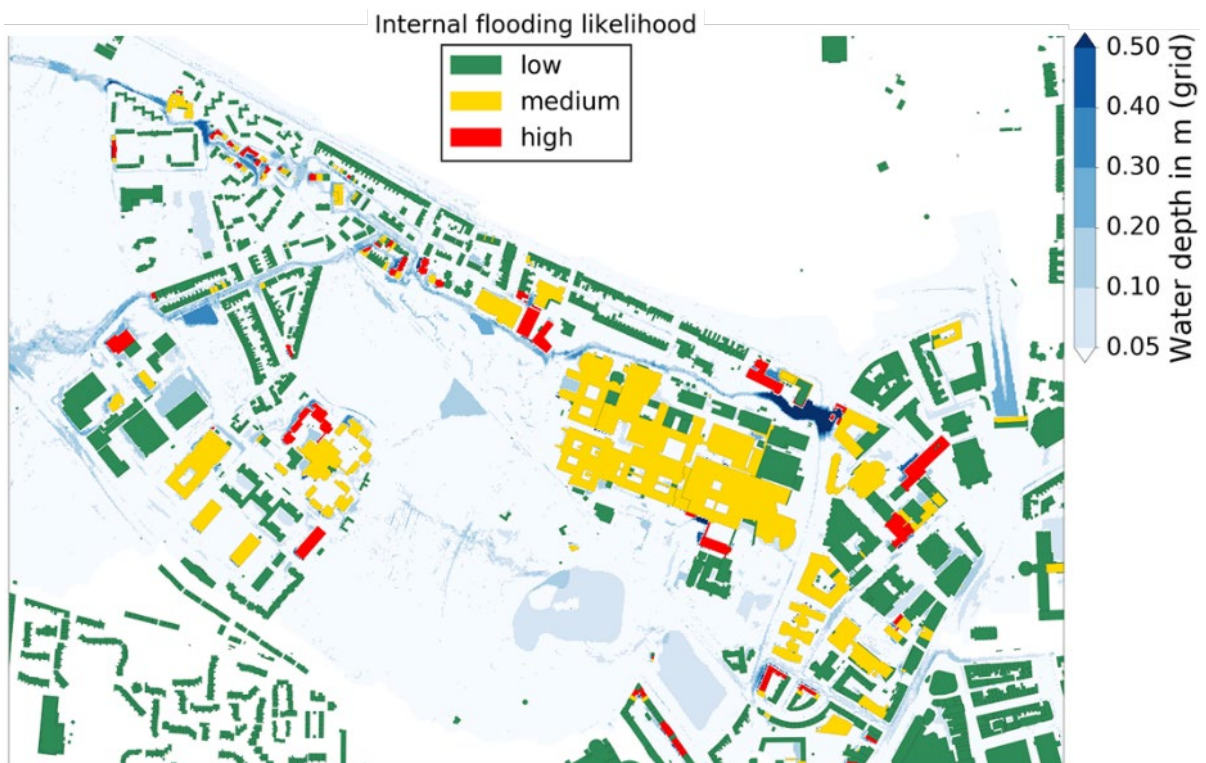 Internal flooding likelihood
low
medium
high
0.50
0.40
0.30
0.20
0.10
0.05
Water depth in m (grid)